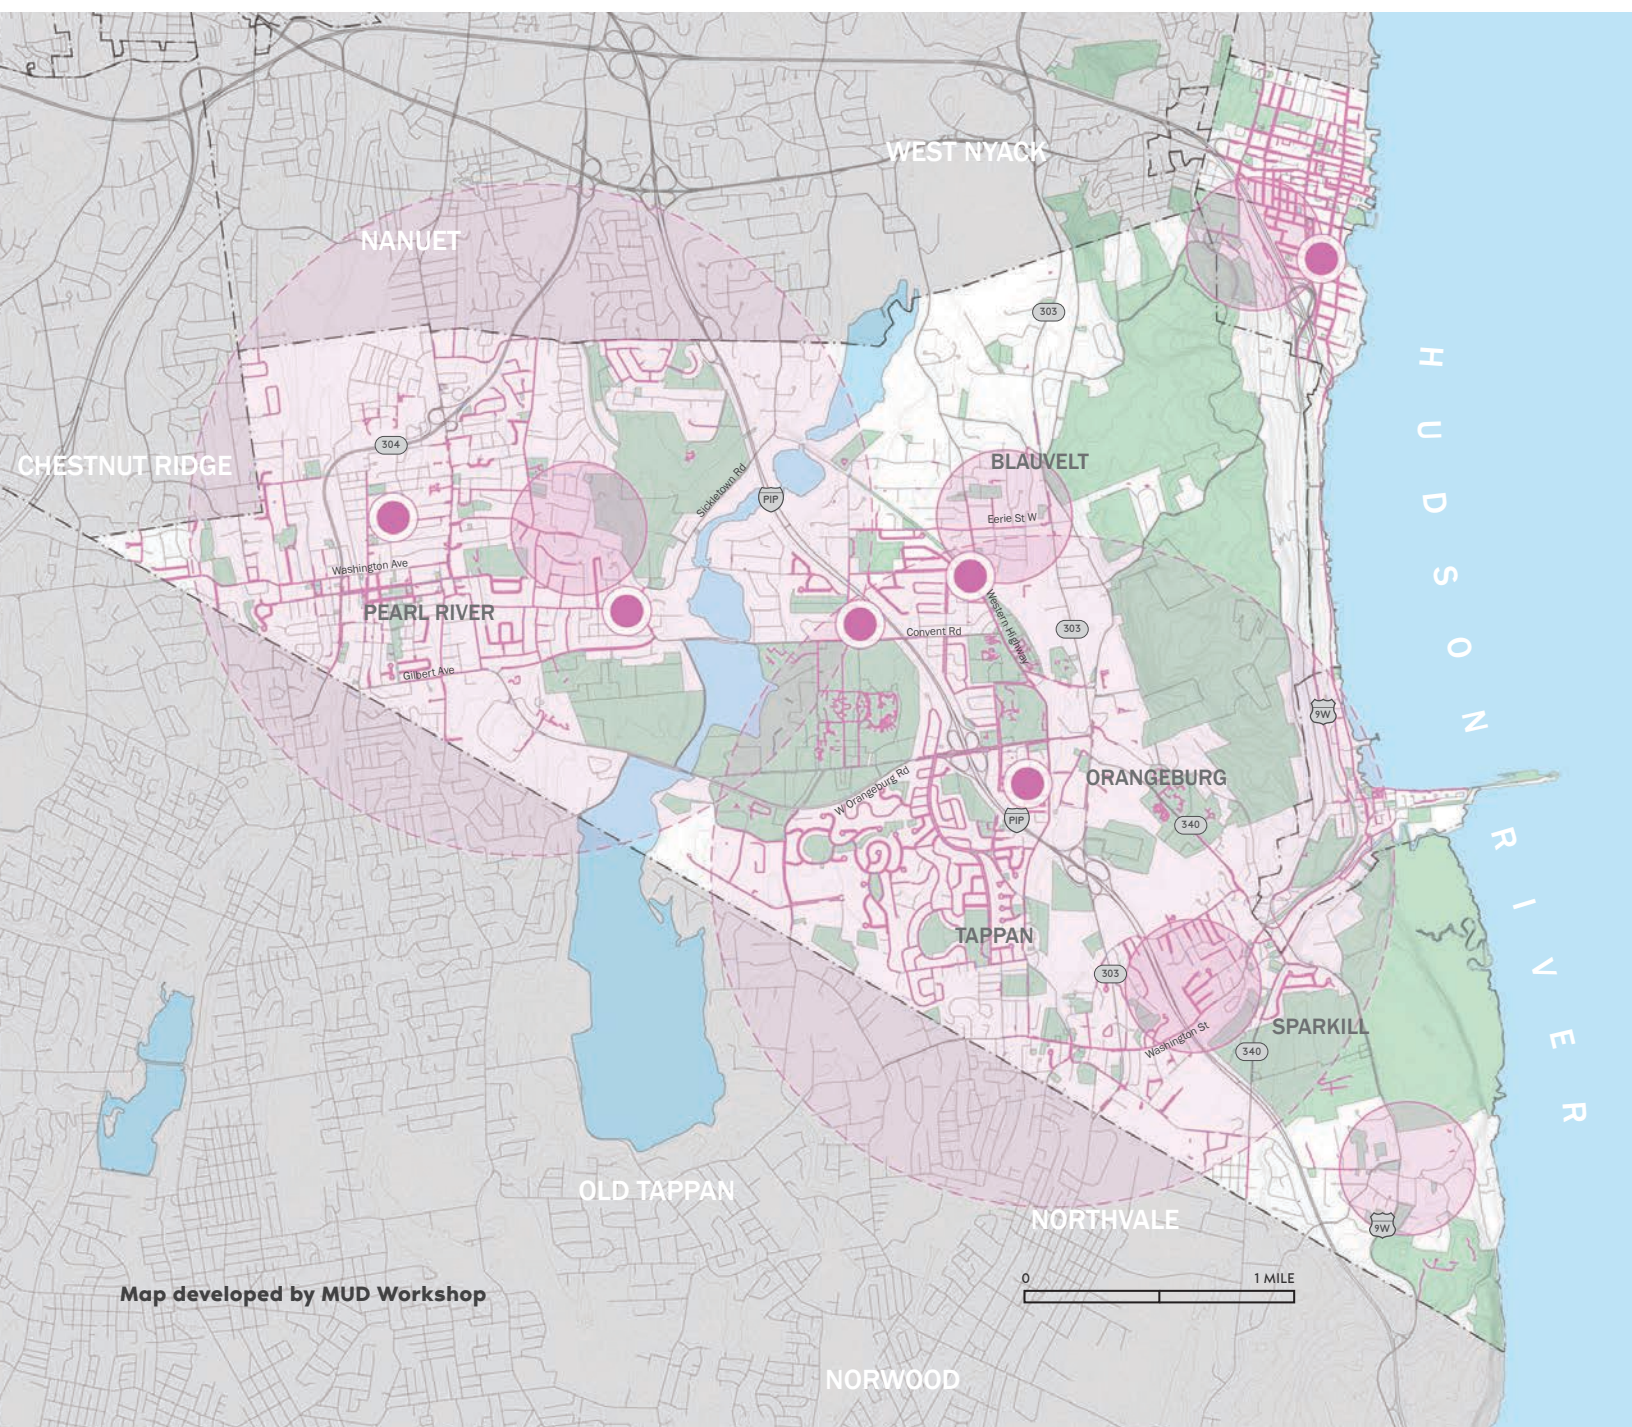 WEST NYACK
NANUET
303
HUDSON RIVER
304
CHESTNUT RIDGE
BLAUVELT
Sickletown Rd
PIP
Eerie St W
Washington Ave
PEARL RIVER
Convent Rd
Western Highway
303
Gilbert Ave
9W
ORANGEBURG
W Orangeburg Rd
PIP
340
TAPPAN
303
SPARKILL
Washington St
340
OLD TAPPAN
NORTHVALE
9W
Map developed by MUD Workshop
0 1 MILE
NORWOOD